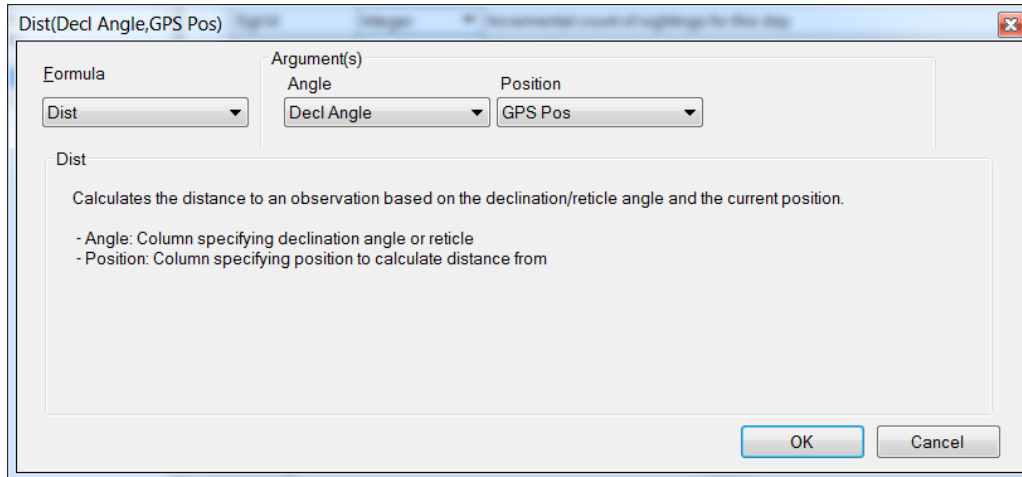 Dist(Decl Angle,GPS Pos)
Formula
Argument(s)
Angle
Position
Dist
Decl Angle
GPS Pos
Dist
Calculates the distance to an observation based on the declination/reticle angle and the current position.
- Angle: Column specifying declination angle or reticle
- Position: Column specifying position to calculate distance from
OK
Cancel